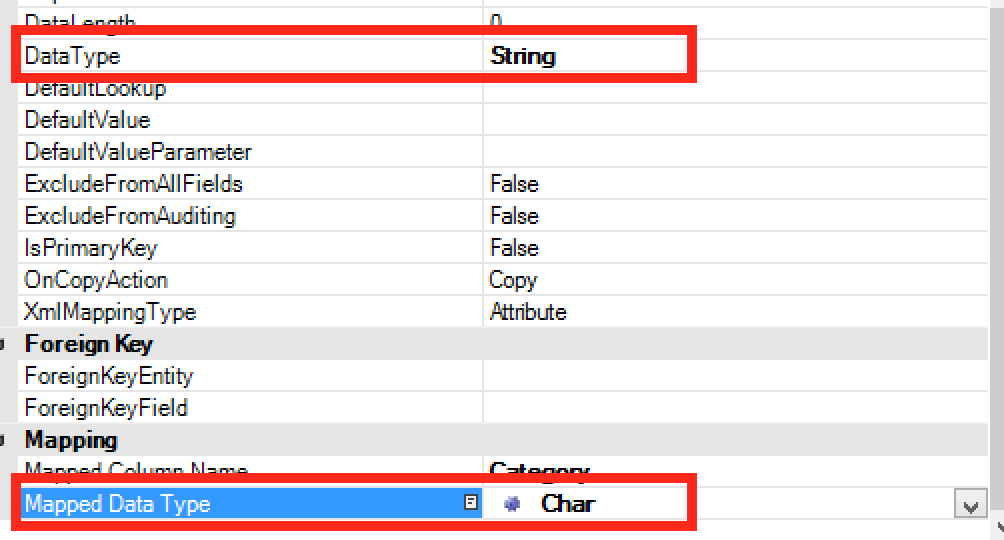 DataLength 0
DataType String
DefaultLookup
DefaultValue
DefaultValueParameter
ExcludeFromAllFields False
ExcludeFromAuditing False
IsPrimaryKey False
OnCopyAction Copy
XmlMappingType Attribute
Foreign Key
ForeignKeyEntity
ForeignKeyField
Mapping
Mapped Column Name Category
Mapped Data Type Char